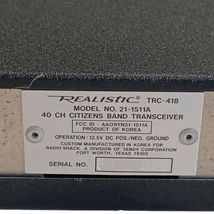 REALISTIC® TRC-418
MODEL NO. 21-1511A
40 CH CITIZENS BAND TRANSCEIVER
FCC ID : AAO9YN21-1511A
PRODUCT OF KOREA
OPERATION : 12.5V DC POS./NEG. GROUND
CUSTOM MANUFACTURED IN KOREA FOR
RADIO SHACK, A DIVISION OF TANDY CORPORATION
FORT WORTH, TEXAS 76102
SERIAL NO.